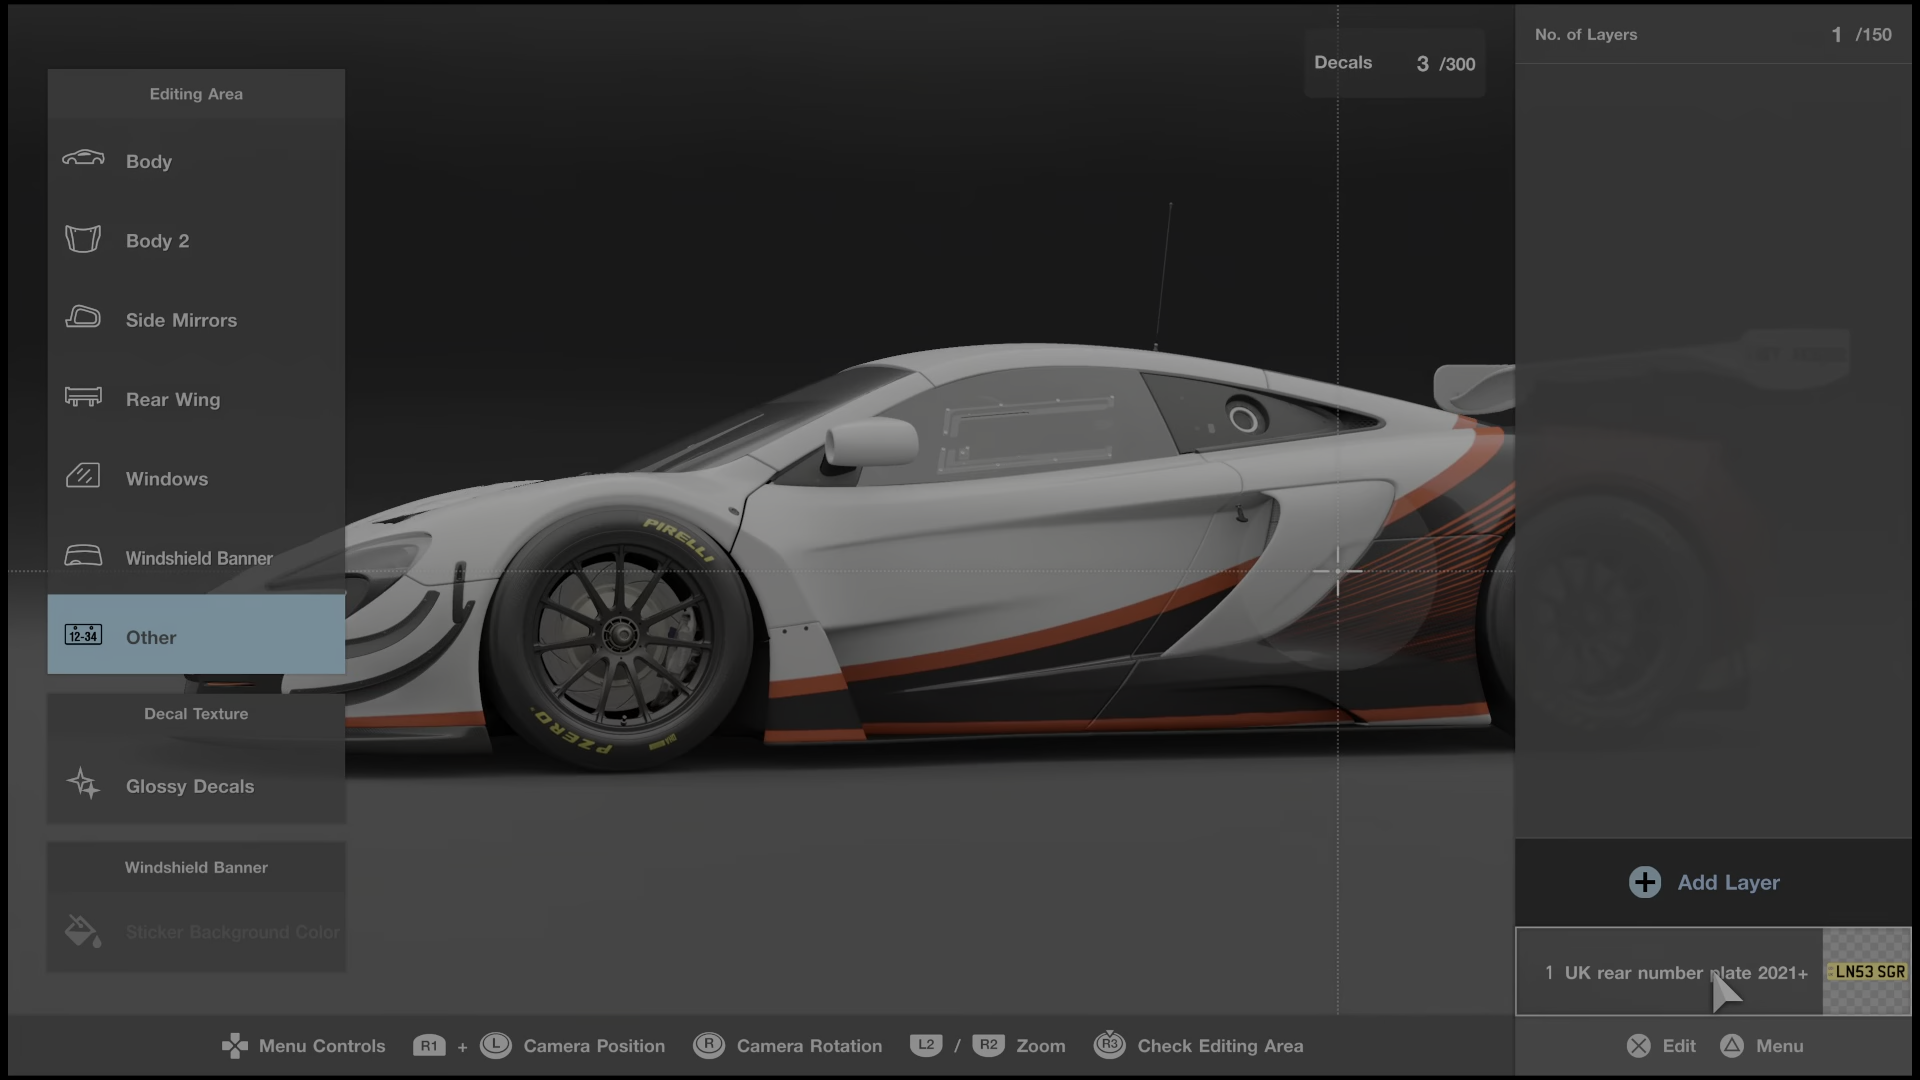 No. of Layers 1 /150
Decals 3 /300
Editing Area
Body
Body 2
Side Mirrors
Rear Wing
Windows
Windshield Banner
12-34 Other
Decal Texture
Glossy Decals
Windshield Banner
Sticker Background Color
PIRELLI
PZERO
Add Layer
1 UK rear number plate 2021+ LN53 SGR
Menu Controls R1 + L Camera Position R Camera Rotation L2 / R2 Zoom R3 Check Editing Area
Edit Menu